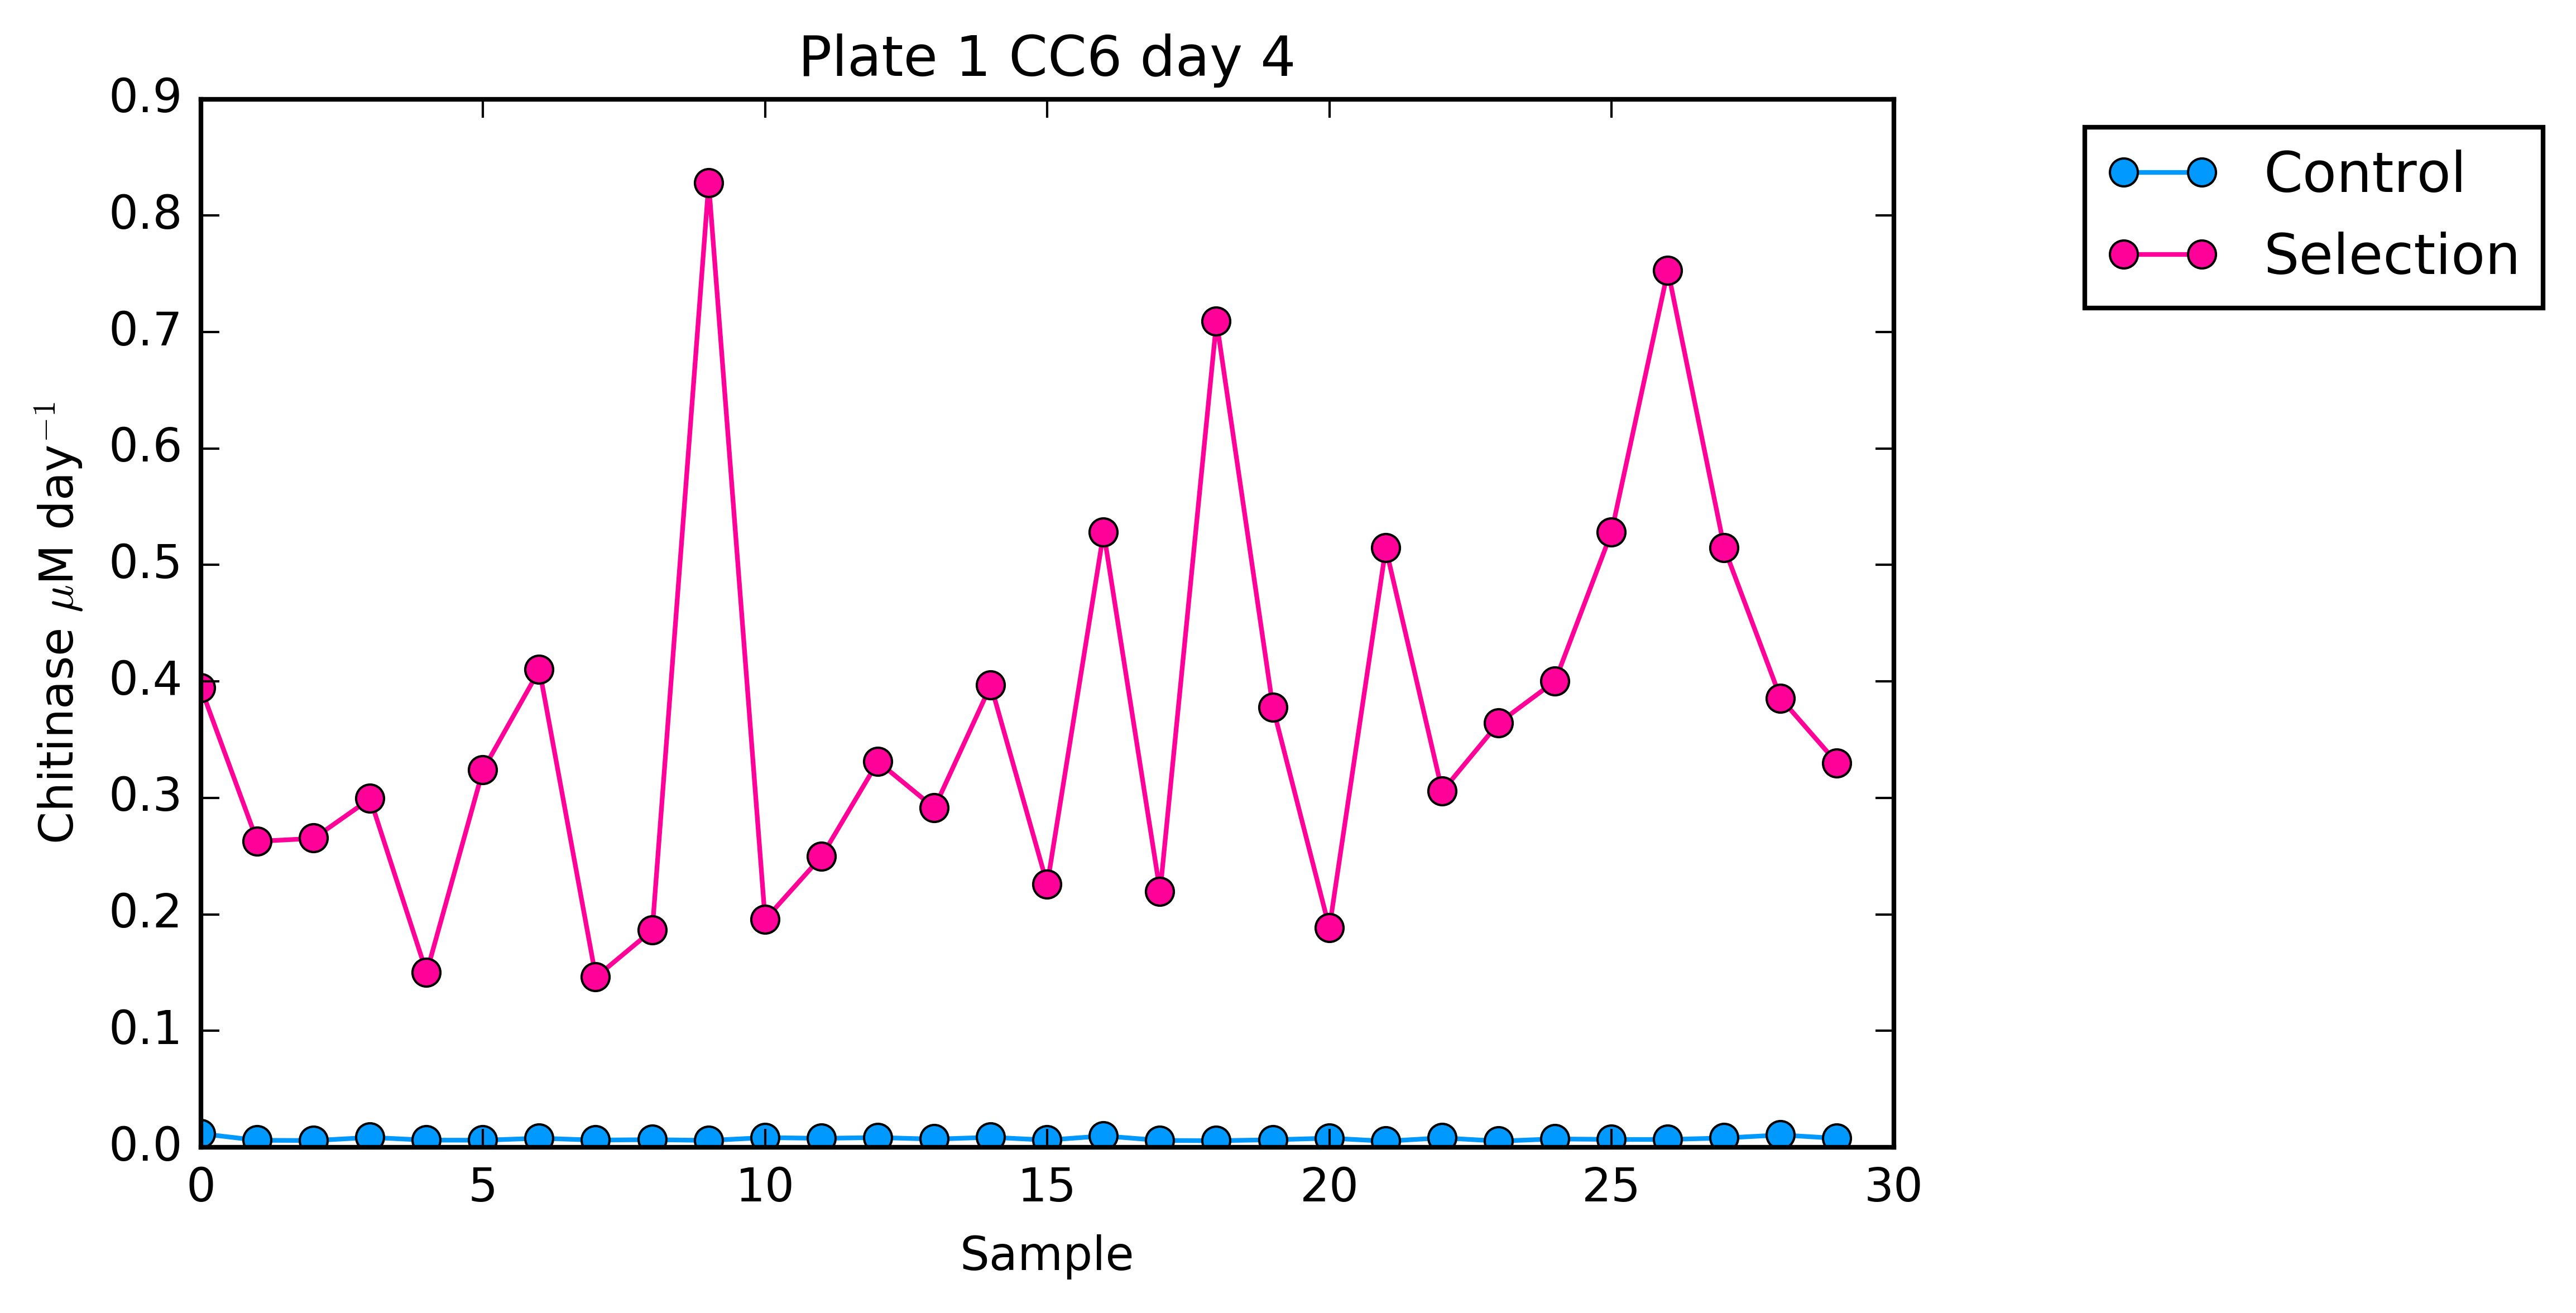 Plate 1 CC6 day 4
0.9
0.8
0.7
0.6
0.5
0.4
0.3
0.2
0.1
0.0
Chitinase μM day⁻¹
0 5 10 15 20 25 30
Sample
Control
Selection